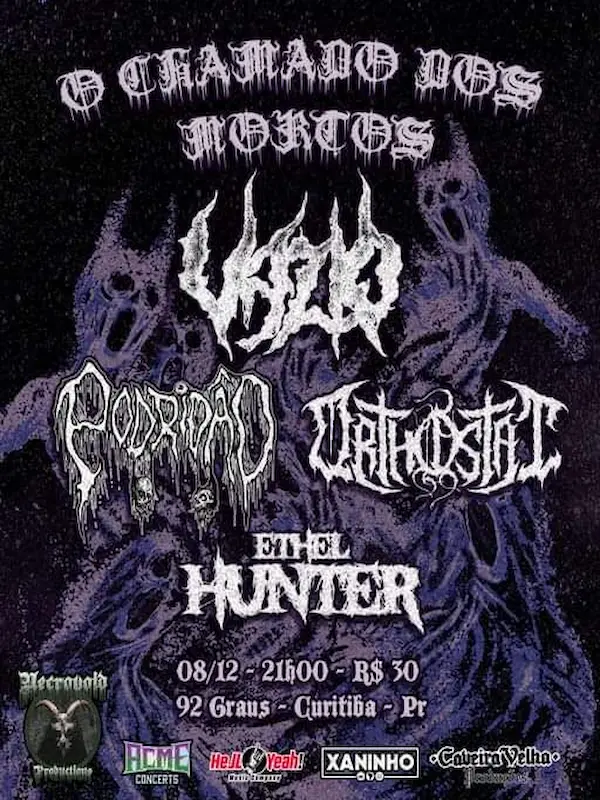 O CHAMADO DOS
MORTOS
VAZIO
PODRIDÃO
ORTHOSTAT
ETHEL
HUNTER
08/12 - 21h00 - R$ 30
92 Graus - Curitiba - Pr
Necrovoid
Productions
ACME
CONCERTS
HeLL Yeah!
Music Company
XANINHO
·Caveira Velha·